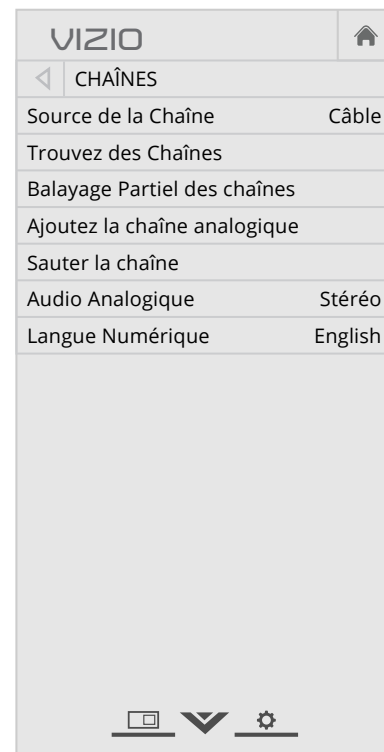 VIZIO
CHAÎNES
Source de la Chaîne Câble
Trouvez des Chaînes
Balayage Partiel des chaînes
Ajoutez la chaîne analogique
Sauter la chaîne
Audio Analogique Stéréo
Langue Numérique English